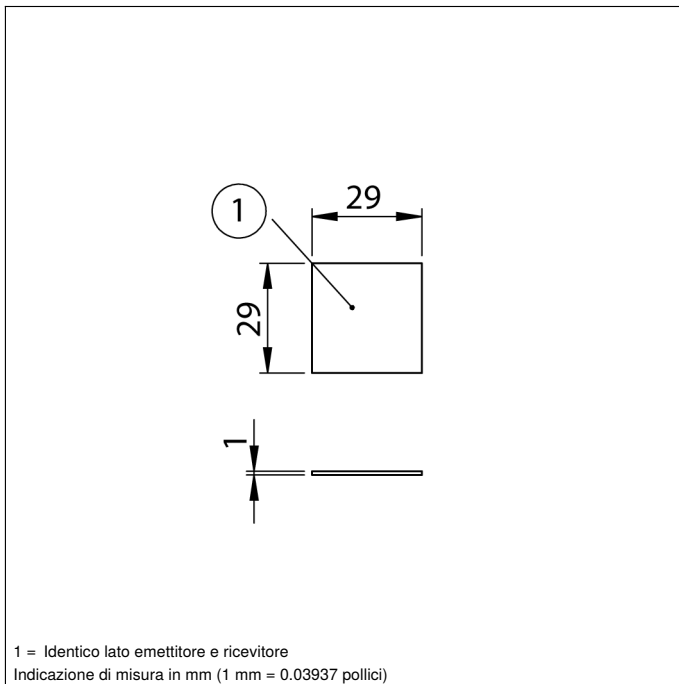 29
1
29
1
1 = Identico lato emettitore e ricevitore
Indicazione di misura in mm (1 mm = 0.03937 pollici)